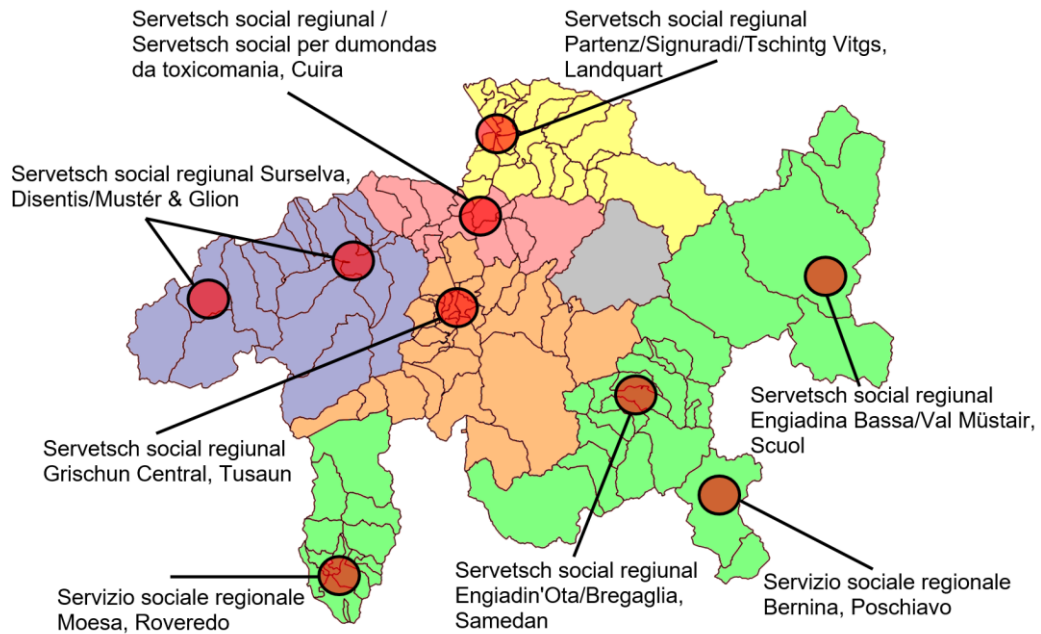 Servetsch social regiunal /
Servetsch social per dumondas
da toxicomania, Cuira
Servetsch social regiunal
Partenz/Signuradi/Tschintg Vitgs,
Landquart
Servetsch social regiunal Surselva,
Disentis/Mustér & Glion
Servetsch social regiunal
Engiadina Bassa/Val Müstair,
Scuol
Servetsch social regiunal
Grischun Central, Tusaun
Servetsch social regiunal
Engiadin'Ota/Bregaglia,
Samedan
Servizio sociale regionale
Bernina, Poschiavo
Servizio sociale regionale
Moesa, Roveredo